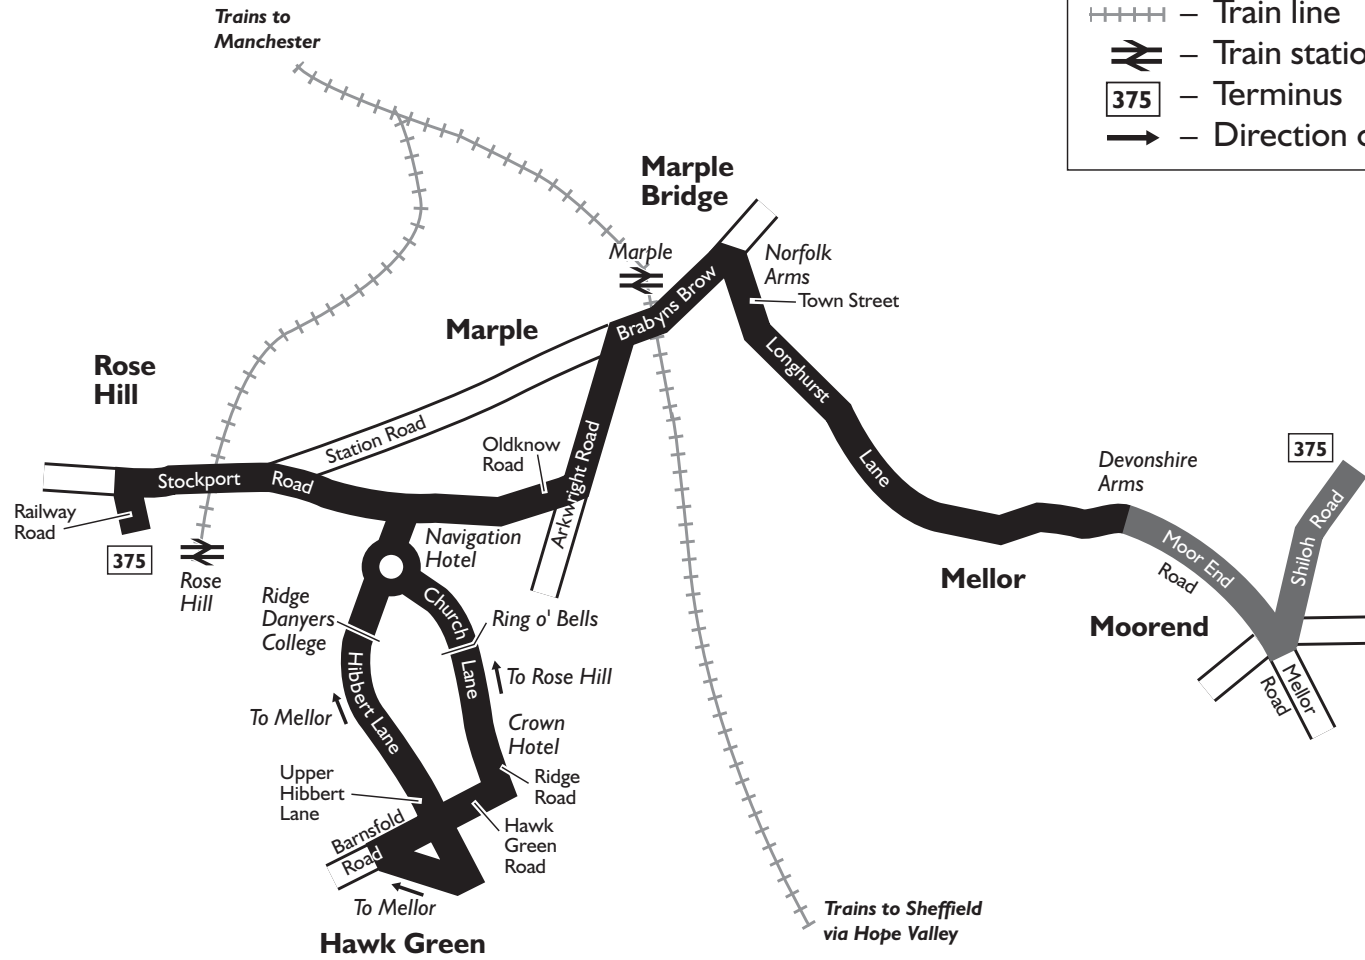 Trains to
Manchester
– Train line
– Train statio
375 – Terminus
– Direction o
Marple
Bridge
Marple
Norfolk
Arms
Town Street
Brabyns Brow
Marple
Longhurst
Lane
Rose
Hill
Station Road
Oldknow
Road
Arkwright Road
Stockport
Road
Railway
Road
375
Rose
Hill
Navigation
Hotel
Devonshire
Arms
375
Shiloh Road
Moor End
Road
Mellor
Moorend
Mellor
Road
Ridge
Danyers
College
Church
Lane
Ring o' Bells
To Rose Hill
Hibbert Lane
To Mellor
Crown
Hotel
Upper
Hibbert
Lane
Ridge
Road
Barnsfold
Road
Hawk
Green
Road
To Mellor
Hawk Green
Trains to Sheffield
via Hope Valley